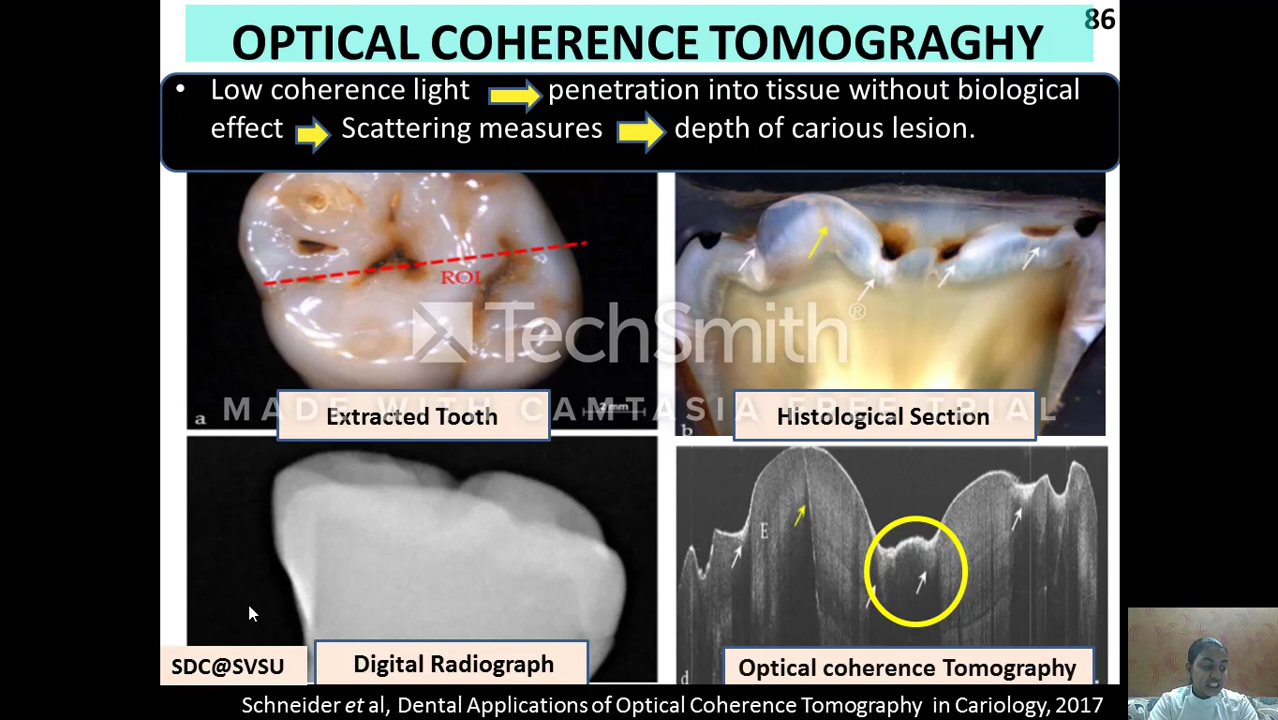 OPTICAL COHERENCE TOMOGRAGHY
86
• Low coherence light penetration into tissue without biological
effect Scattering measures depth of carious lesion.
ROI
TechSmith®
MADE WITH CAMTASIA FREE TRIAL
2 mm
a
Extracted Tooth
b
Histological Section
E
SDC@SVSU
Digital Radiograph
d
Optical coherence Tomography
Schneider et al, Dental Applications of Optical Coherence Tomography in Cariology, 2017